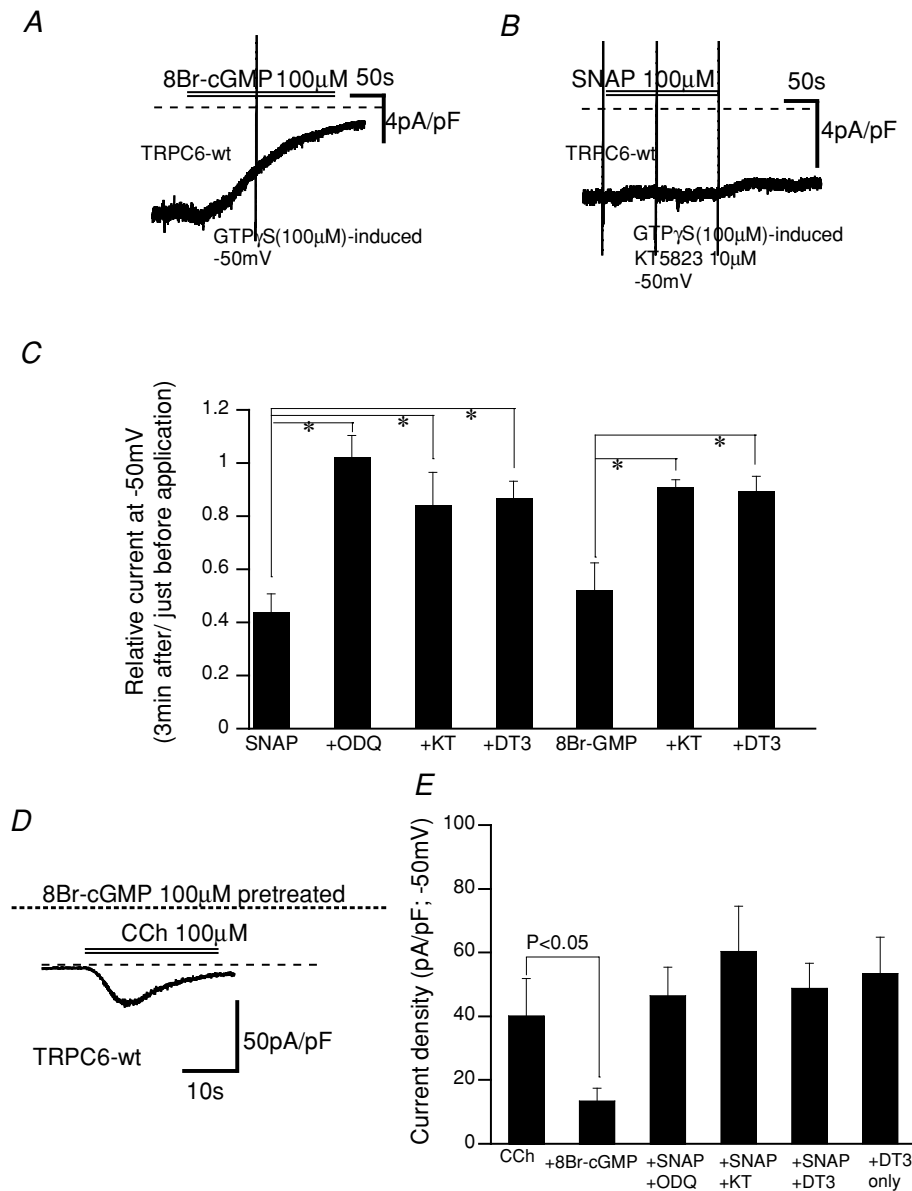 A
8Br-cGMP 100μM
50s
4pA/pF
TRPC6-wt
GTPγS(100μM)-induced
-50mV
B
SNAP 100μM
50s
4pA/pF
TRPC6-wt
GTPγS(100μM)-induced
KT5823 10μM
-50mV
C
Relative current at -50mV
(3min after/ just before application)
1.2
1
0.8
0.6
0.4
0.2
0
* * * * *
SNAP +ODQ +KT +DT3 8Br-GMP +KT +DT3
D
8Br-cGMP 100μM pretreated
CCh 100μM
50pA/pF
TRPC6-wt
10s
E
Current density (pA/pF; -50mV)
100
80
60
40
20
0
P<0.05
CCh +8Br-cGMP +SNAP +SNAP +SNAP +DT3
+ODQ +KT +DT3 only